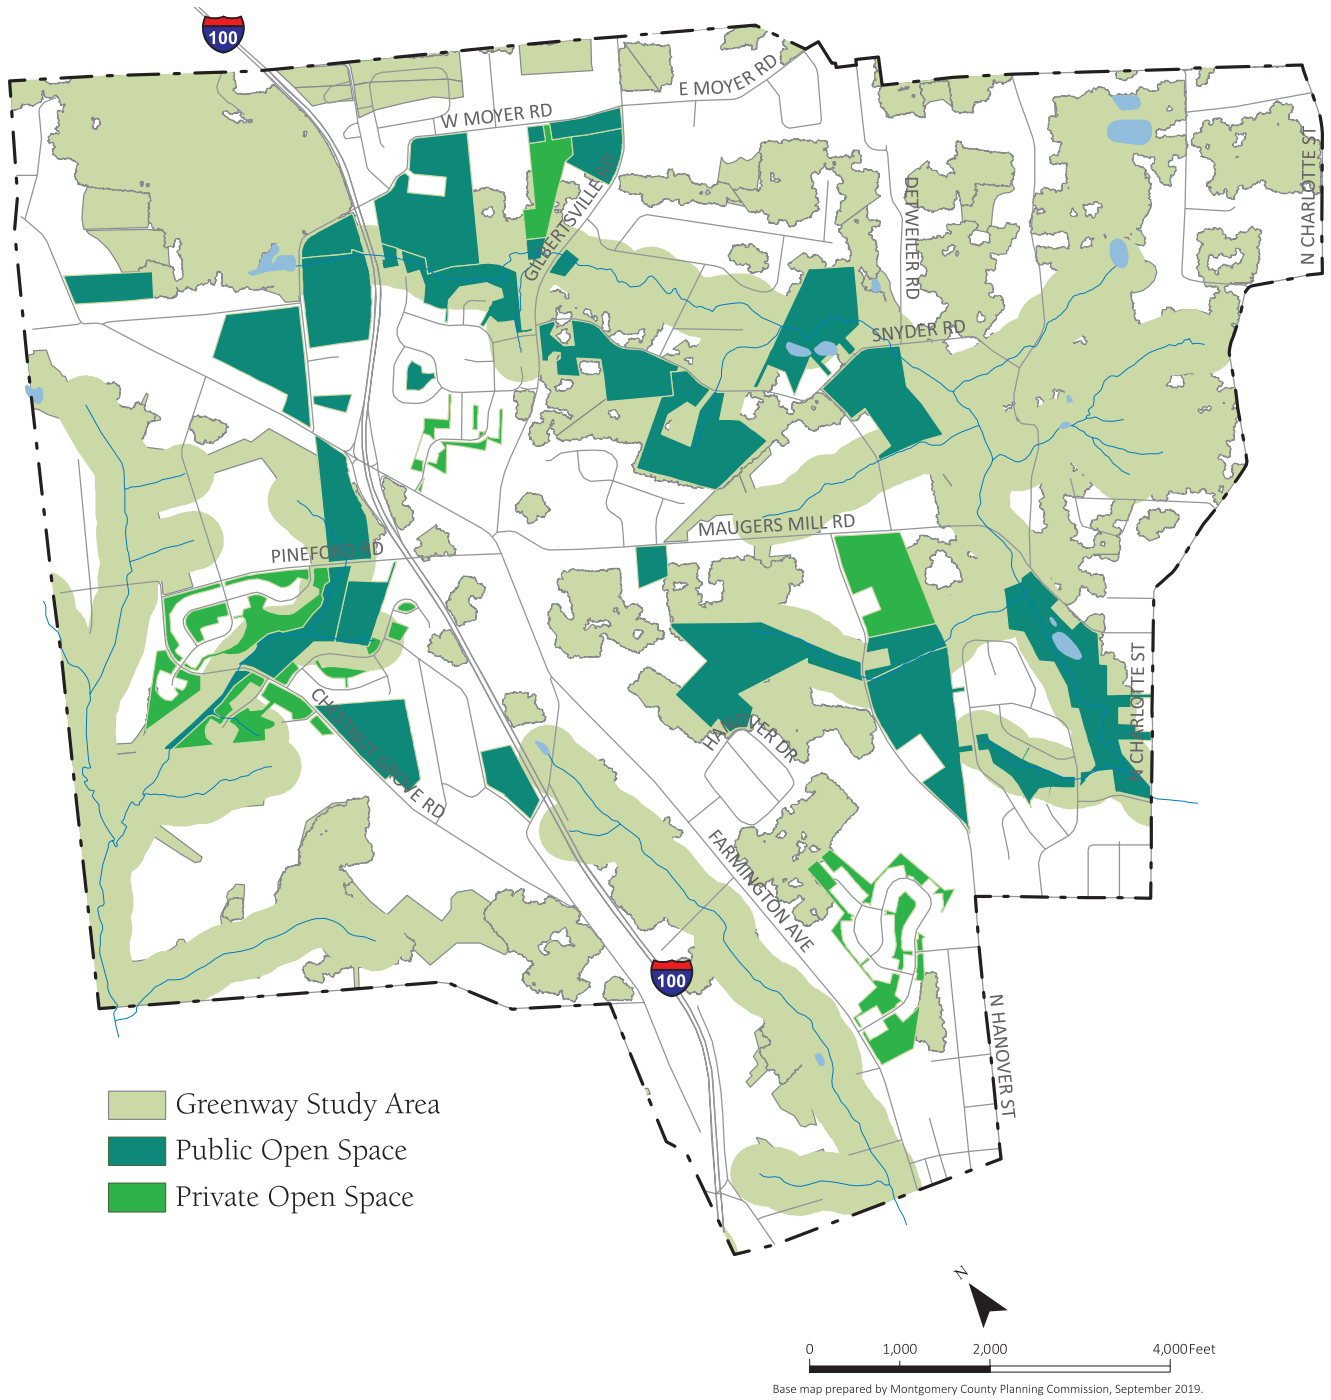 100
W MOYER RD
E MOYER RD
GILBERTSVILLE RD
DETWEILER RD
N CHARLOTTE ST
SNYDER RD
MAUGERS MILL RD
PINEFORD RD
CHESTNUT GROVE RD
HANOVER DR
N CHARLOTTE ST
FARMINGTON AVE
100
N HANOVER ST
Greenway Study Area
Public Open Space
Private Open Space
N
0 1,000 2,000 4,000Feet
Base map prepared by Montgomery County Planning Commission, September 2019.